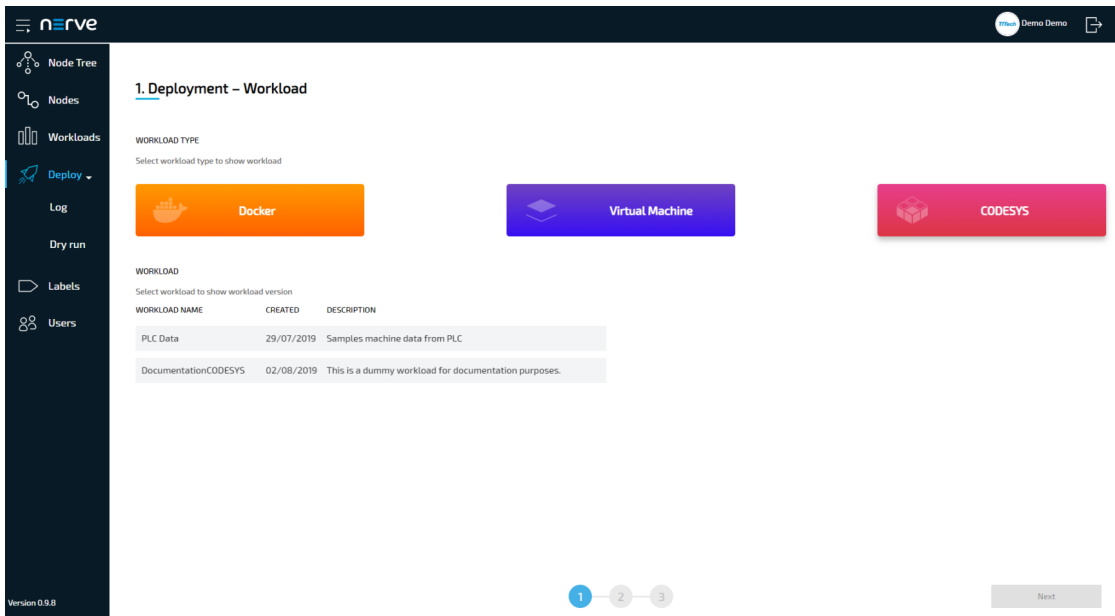 nerve
TTTech Demo Demo
Node Tree
Nodes
Workloads
Deploy
Log
Dry run
Labels
Users
Version 0.9.8
1. Deployment – Workload
WORKLOAD TYPE
Select workload type to show workload
Docker Virtual Machine CODESYS
WORKLOAD
Select workload to show workload version
WORKLOAD NAME CREATED DESCRIPTION
PLC Data 29/07/2019 Samples machine data from PLC
DocumentationCODESYS 02/08/2019 This is a dummy workload for documentation purposes.
1 2 3
Next